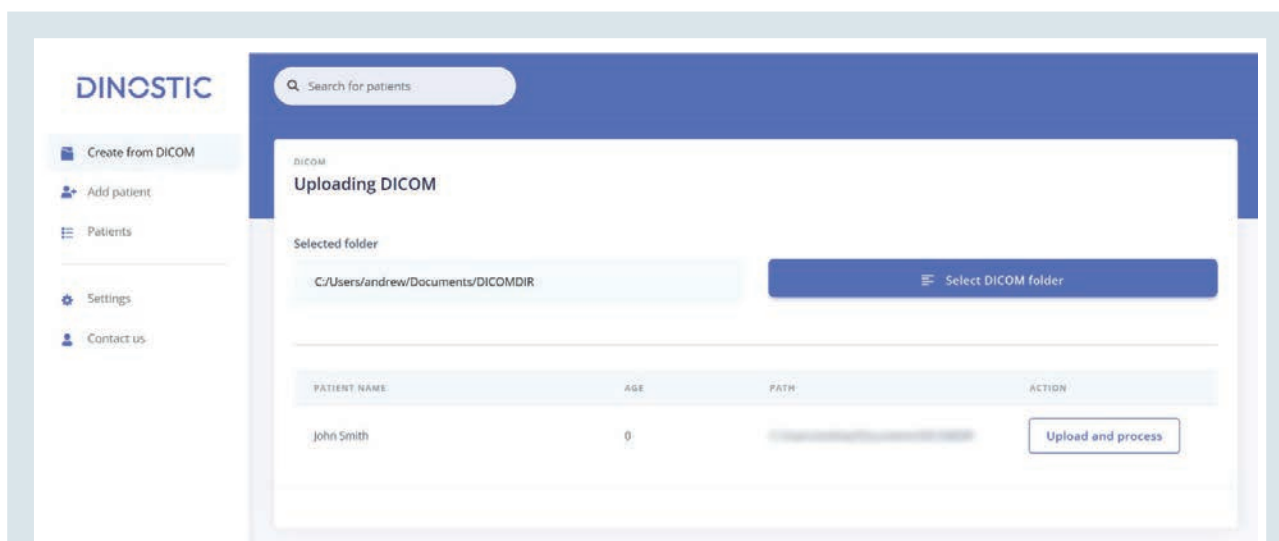 DINOSTIC
Search for patients
Create from DICOM
Add patient
Patients
Settings
Contact us
DICOM
Uploading DICOM
Selected folder
C:/Users/andrew/Documents/DICOMDIR
Select DICOM folder
PATIENT NAME AGE PATH ACTION
John Smith 0 Upload and process